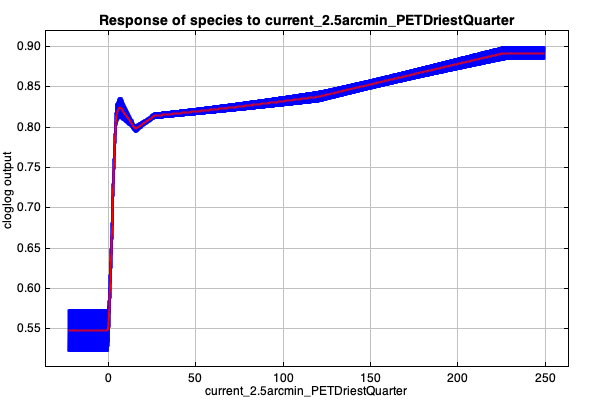 Response of species to current_2.5arcmin_PETDriestQuarter
0.90
0.85
0.80
0.75
0.70
0.65
0.60
0.55
cloglog output
0 50 100 150 200 250
current_2.5arcmin_PETDriestQuarter